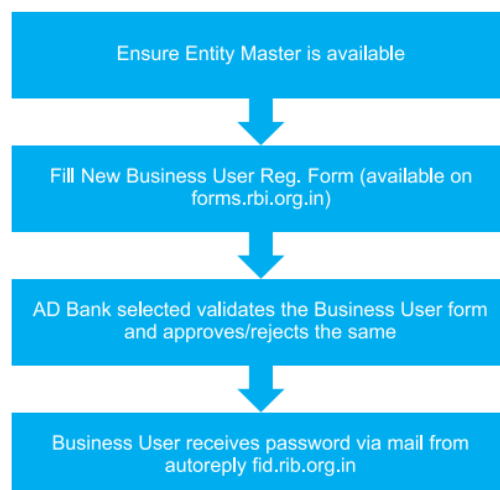 Ensure Entity Master is available
Fill New Business User Reg. Form (available on
forms.rbi.org.in)
AD Bank selected validates the Business User form
and approves/rejects the same
Business User receives password via mail from
autoreply fid.rib.org.in